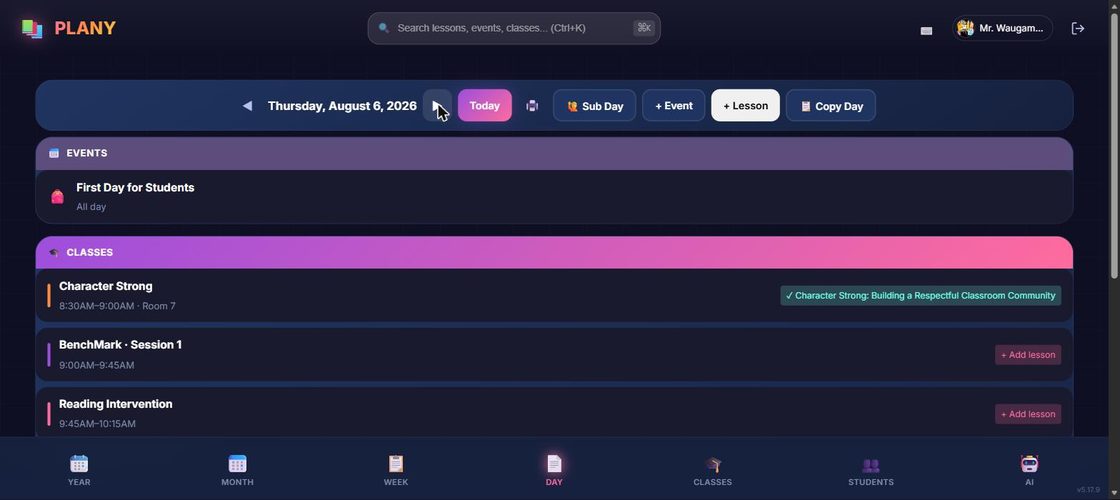 PLANY
Search lessons, events, classes... (Ctrl+K)
⌘K
Mr. Waugam...
Thursday, August 6, 2026
Today
Sub Day
+ Event
+ Lesson
Copy Day
EVENTS
First Day for Students
All day
CLASSES
Character Strong
8:30AM–9:00AM · Room 7
✓ Character Strong: Building a Respectful Classroom Community
BenchMark · Session 1
9:00AM–9:45AM
+ Add lesson
Reading Intervention
9:45AM–10:15AM
+ Add lesson
YEAR
MONTH
WEEK
DAY
CLASSES
STUDENTS
AI
v5.17.9